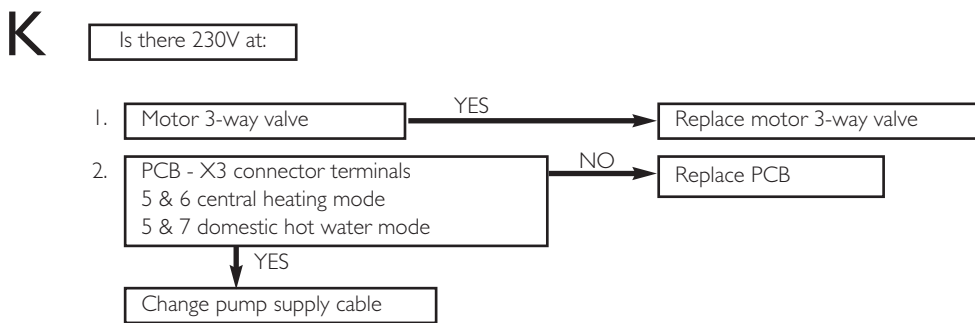 K
Is there 230V at:
1. Motor 3-way valve
YES
Replace motor 3-way valve
2. PCB - X3 connector terminals
5 & 6 central heating mode
5 & 7 domestic hot water mode
NO
Replace PCB
YES
Change pump supply cable